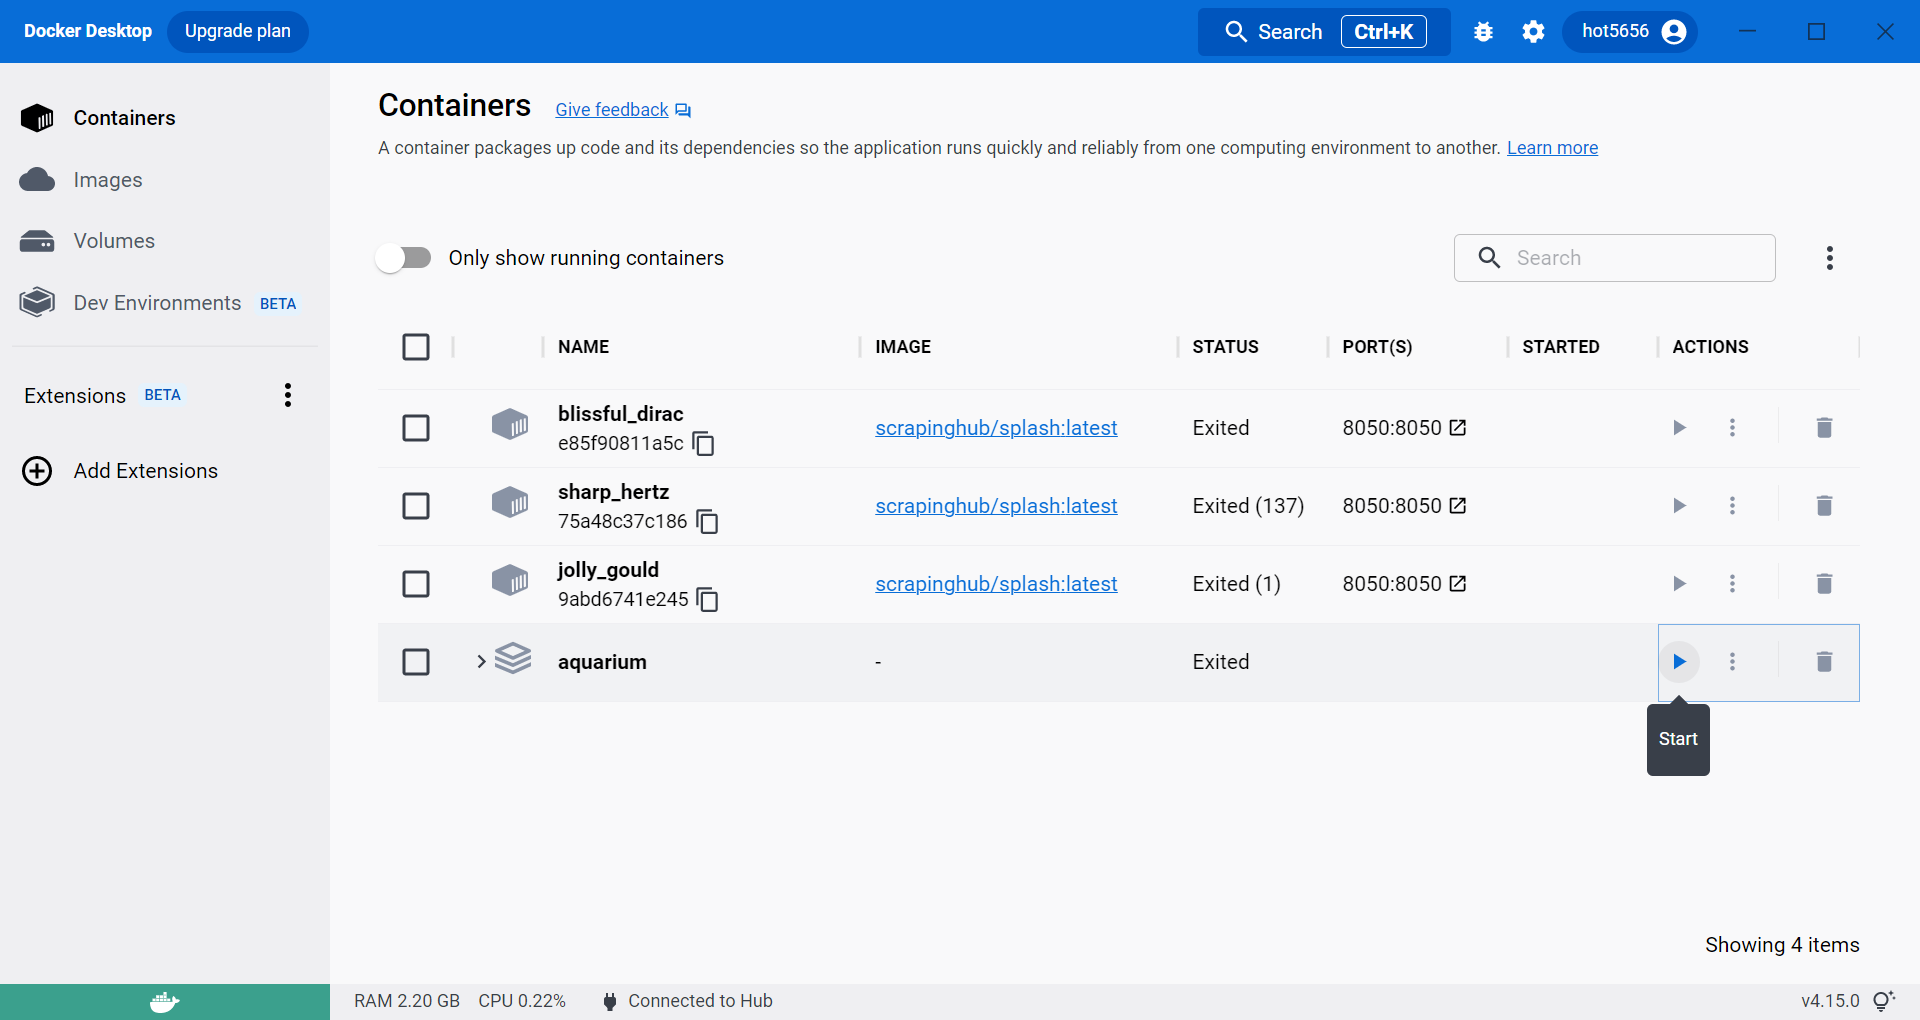 Docker Desktop Upgrade plan Search Ctrl+K hot5656
Containers
Images
Volumes
Dev Environments BETA
Extensions BETA
Add Extensions
Containers Give feedback
A container packages up code and its dependencies so the application runs quickly and reliably from one computing environment to another. Learn more
Only show running containers Search
NAME IMAGE STATUS PORT(S) STARTED ACTIONS
blissful_dirac
e85f90811a5c
scrapinghub/splash:latest Exited 8050:8050
sharp_hertz
75a48c37c186
scrapinghub/splash:latest Exited (137) 8050:8050
jolly_gould
9abd6741e245
scrapinghub/splash:latest Exited (1) 8050:8050
aquarium - Exited
Start
Showing 4 items
RAM 2.20 GB CPU 0.22% Connected to Hub v4.15.0